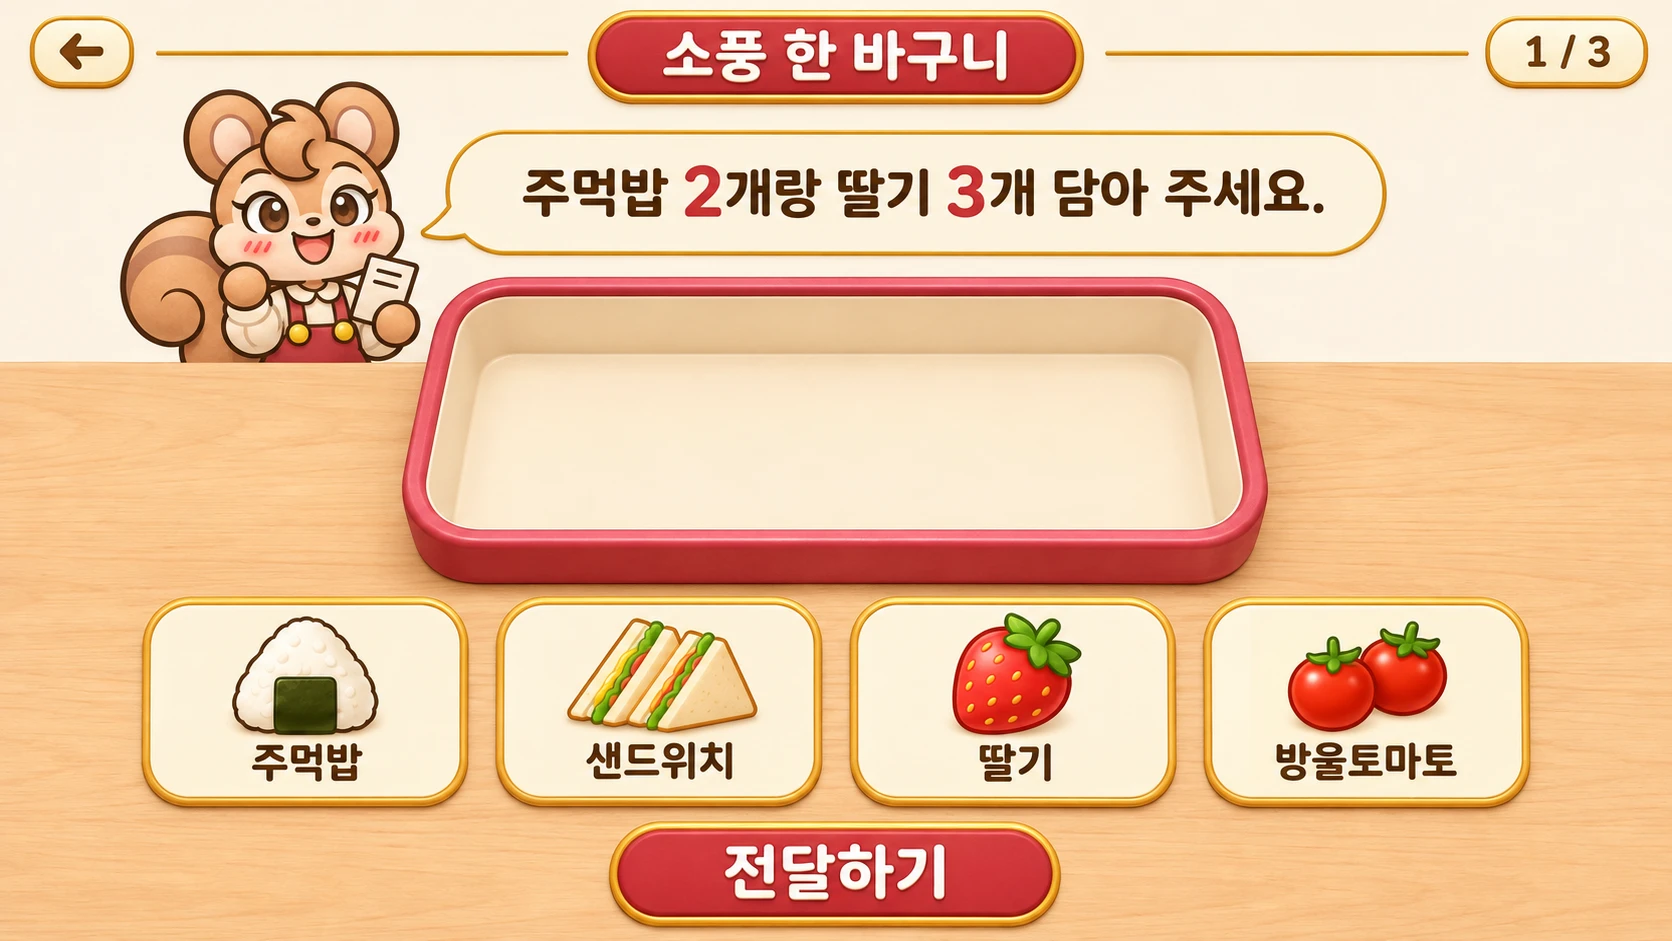 소풍 한 바구니
1 / 3
주먹밥 2개랑 딸기 3개 담아 주세요.
주먹밥
샌드위치
딸기
방울토마토
전달하기